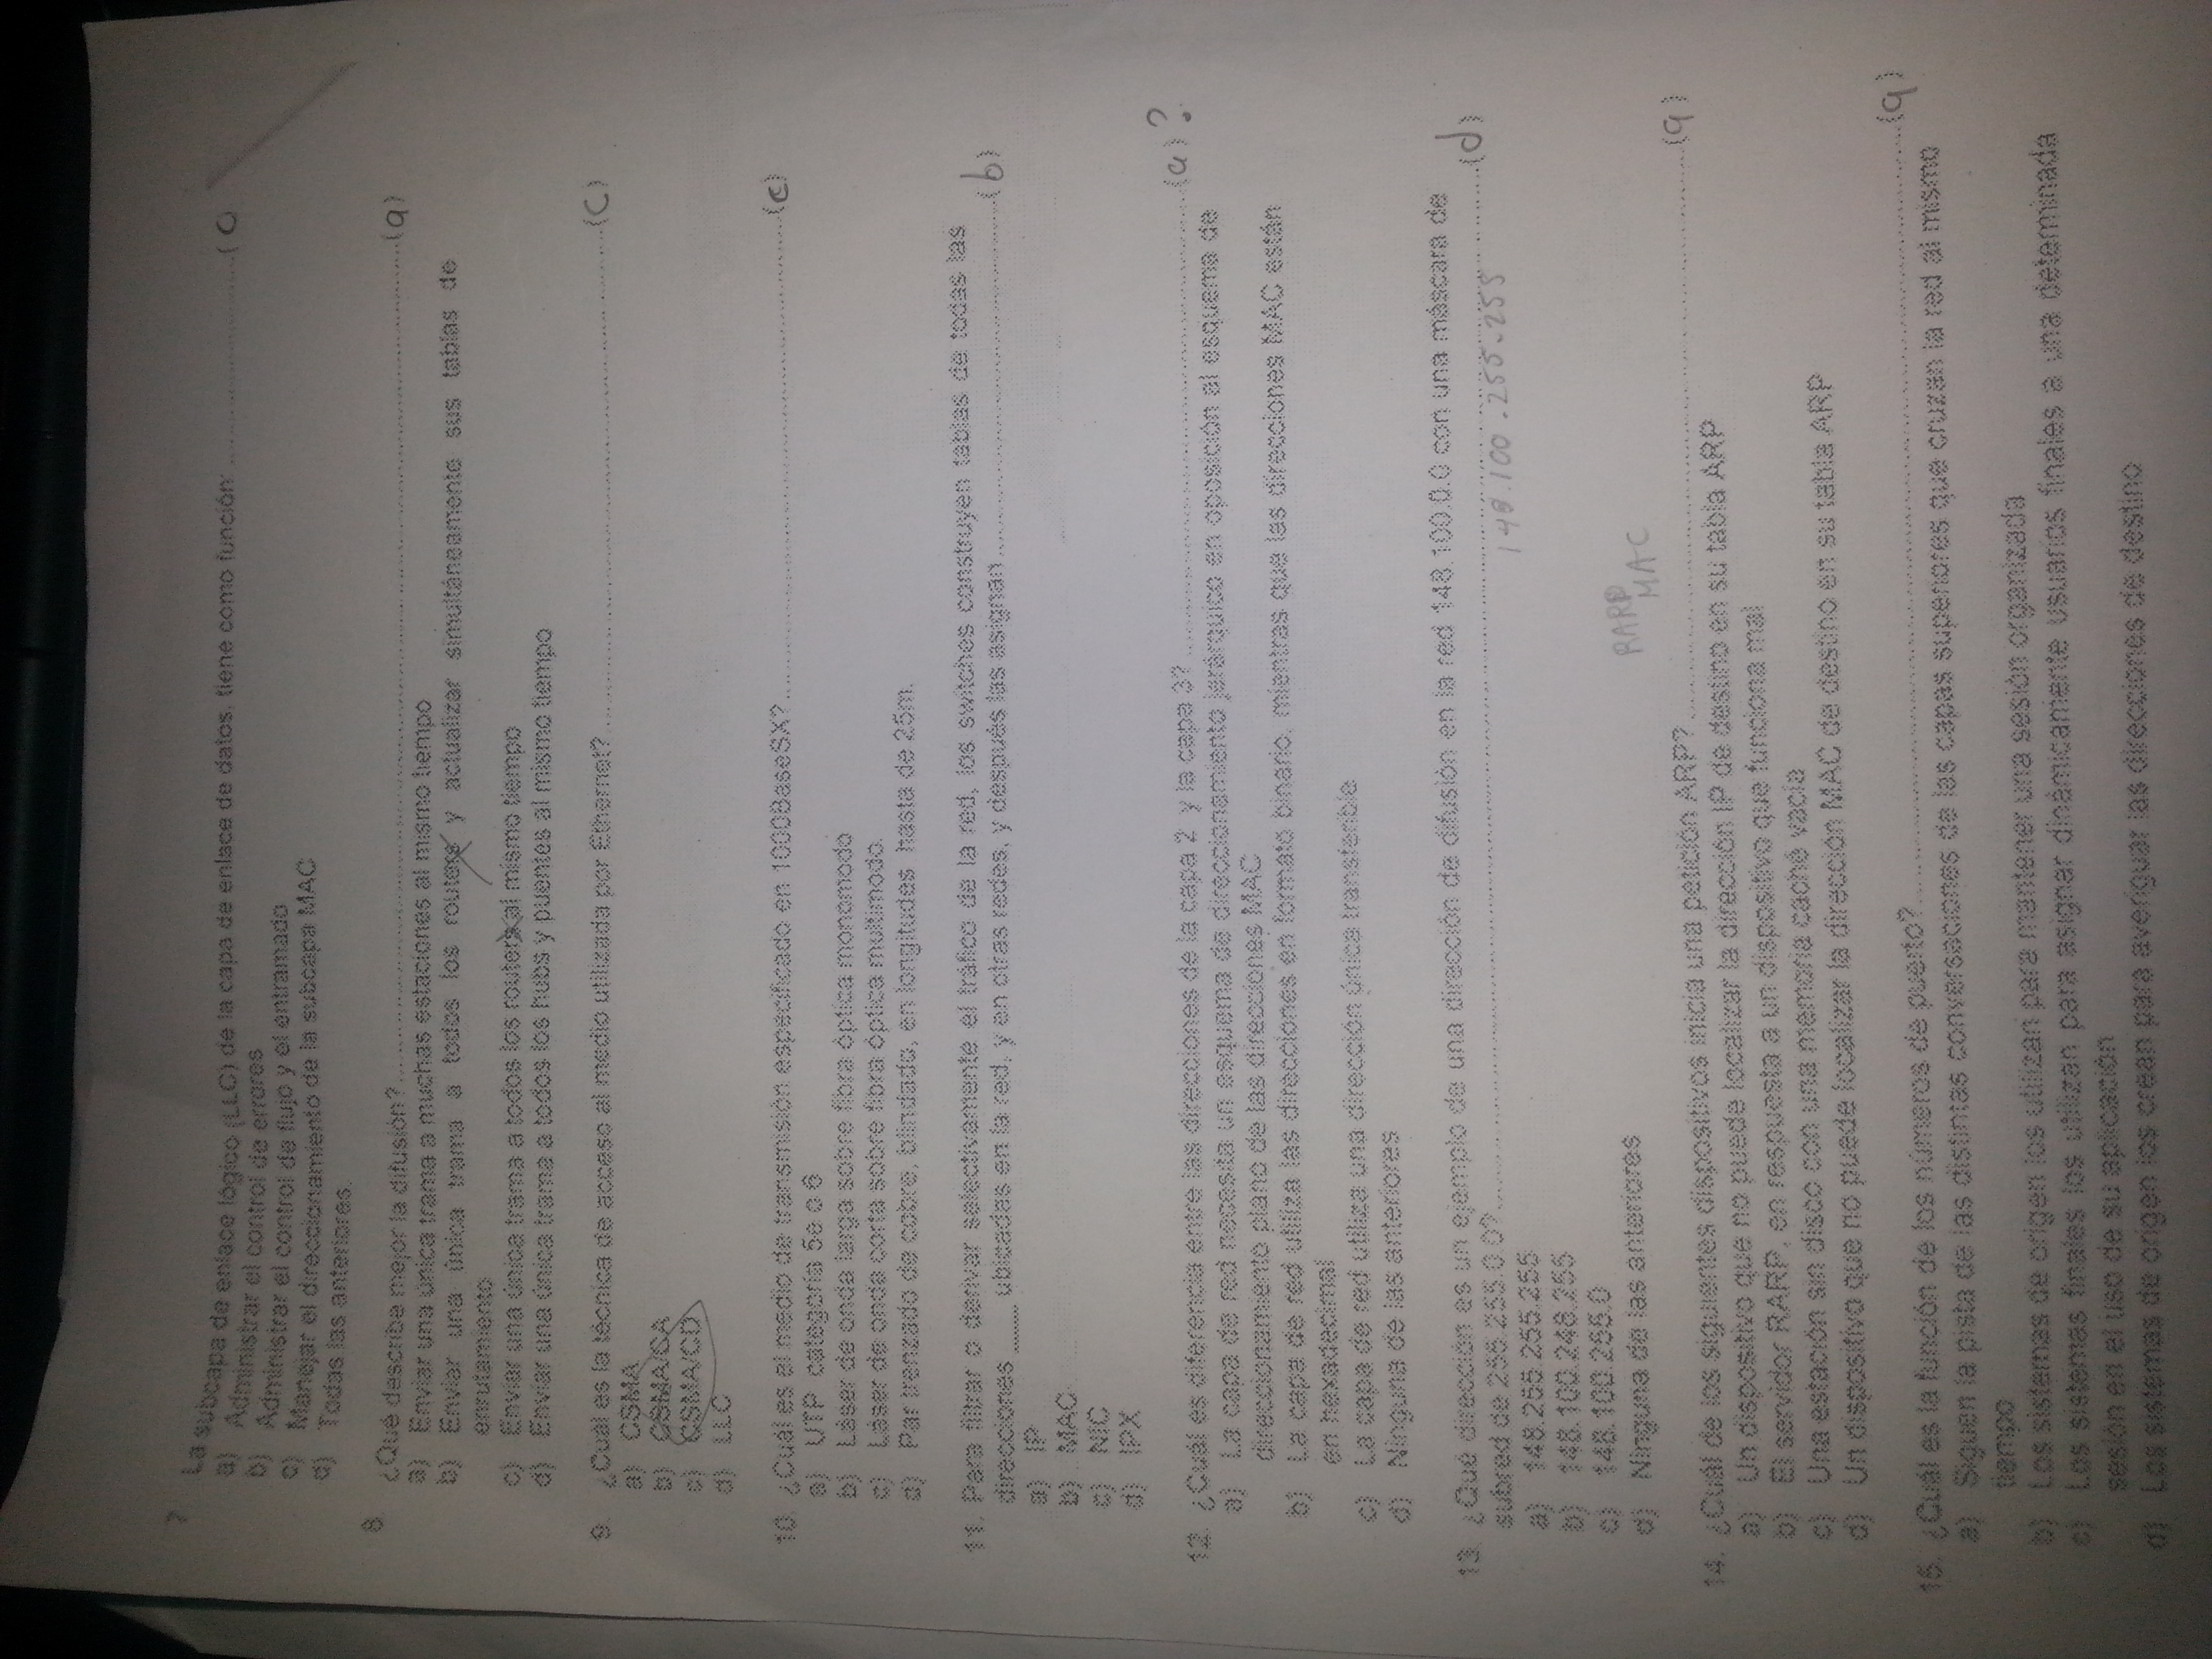 7. La subcapa de enlace lógico (LLC) de la capa de enlace de datos, tiene como función: ..............................( c
a) Administrar el control de errores
b) Administrar el control de flujo y el entramado
c) Manejar el direccionamiento de la subcapa MAC
d) Todas las anteriores.
8. ¿Qué describe mejor la difusión?..............................(a)
a) Enviar una única trama a muchas estaciones al mismo tiempo
b) Enviar una única trama a todos los routers y actualizar simultáneamente sus tablas de
enrutamiento
c) Enviar una única trama a todos los routers al mismo tiempo
d) Enviar una única trama a todos los hubs y puentes al mismo tiempo
9. ¿Cuál es la técnica de acceso al medio utilizada por Ethernet?..............................(C)
a) CSMA
b) CSMA/CA
c) CSMA/CD
d) LLC
10. ¿Cuál es el medio de transmisión especificado en 1000BaseSX?..............................(c)
a) UTP categoría 5e o 6
b) Láser de onda larga sobre fibra óptica monomodo
c) Láser de onda corta sobre fibra óptica multimodo.
d) Par trenzado de cobre, blindado, en longitudes hasta de 25m.
11. Para filtrar o derivar selectivamente el tráfico de la red, los switches construyen tablas de todas las
direcciones ____ ubicadas en la red, y en otras redes, y después las asignan..............................(b)
a) IP
b) MAC
c) NIC
d) IPX
12. ¿Cuál es diferencia entre las direcciones de la capa 2 y la capa 3? ..............................(a) ?
a) La capa de red necesita un esquema de direccionamiento jerárquico en oposición al esquema de
direccionamiento plano de las direcciones MAC
b) La capa de red utiliza las direcciones en formato binario, mientras que las direcciones MAC están
en hexadecimal
c) La capa de red utiliza una dirección única transferible
d) Ninguna de las anteriores
13. ¿Qué dirección es un ejemplo de una dirección de difusión en la red 148.100.0.0 con una máscara de
subred de 255.255.0.0?..............................(d)
148.100.255.255
a) 148.255.255.255
b) 148.100.248.255
c) 148.100.255.0
d) Ninguna de las anteriores
RARP
MAC
14. ¿Cuál de los siguientes dispositivos inicia una petición ARP? ..............................(a)
a) Un dispositivo que no puede localizar la dirección IP de destino en su tabla ARP
b) El servidor RARP, en respuesta a un dispositivo que funciona mal
c) Una estación sin disco con una memoria caché vacía
d) Un dispositivo que no puede localizar la dirección MAC de destino en su tabla ARP
15. ¿Cuál es la función de los números de puerto?..............................(a)
a) Siguen la pista de las distintas conversaciones de las capas superiores que cruzan la red al mismo
tiempo
b) Los sistemas de origen los utilizan para mantener una sesión organizada
c) Los sistemas finales los utilizan para asignar dinámicamente usuarios finales a una determinada
sesión en el uso de su aplicación
d) Los sistemas de origen los crean para averiguar las direcciones de destino